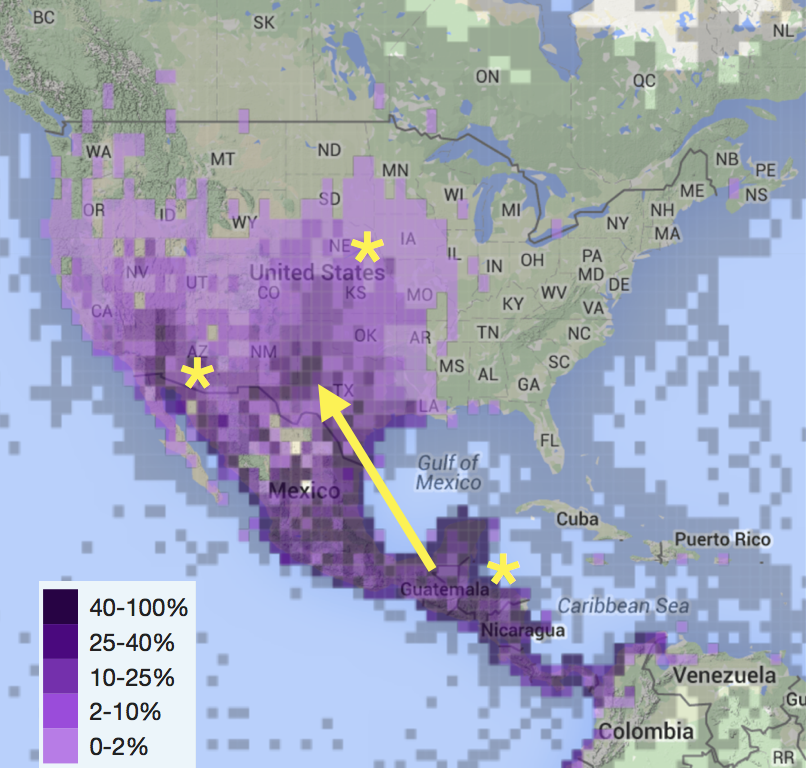 BC
SK
NL
ON
QC
WA
MT
ND
MN
NB
PE
NS
ME
OR
ID
WY
SD
WI
MI
NH
NY
MA
NE
IA
IL
IN
OH
PA
MD
DE
NV
UT
United States
CO
KS
MO
KY
WV
VA
CA
AZ
NM
OK
AR
TN
NC
MS
AL
GA
SC
TX
LA
FL
Gulf of
Mexico
Mexico
Cuba
Puerto Rico
Guatemala
Caribbean Sea
Nicaragua
Venezuela
Gu
Colombia
RR
40-100%
25-40%
10-25%
2-10%
0-2%